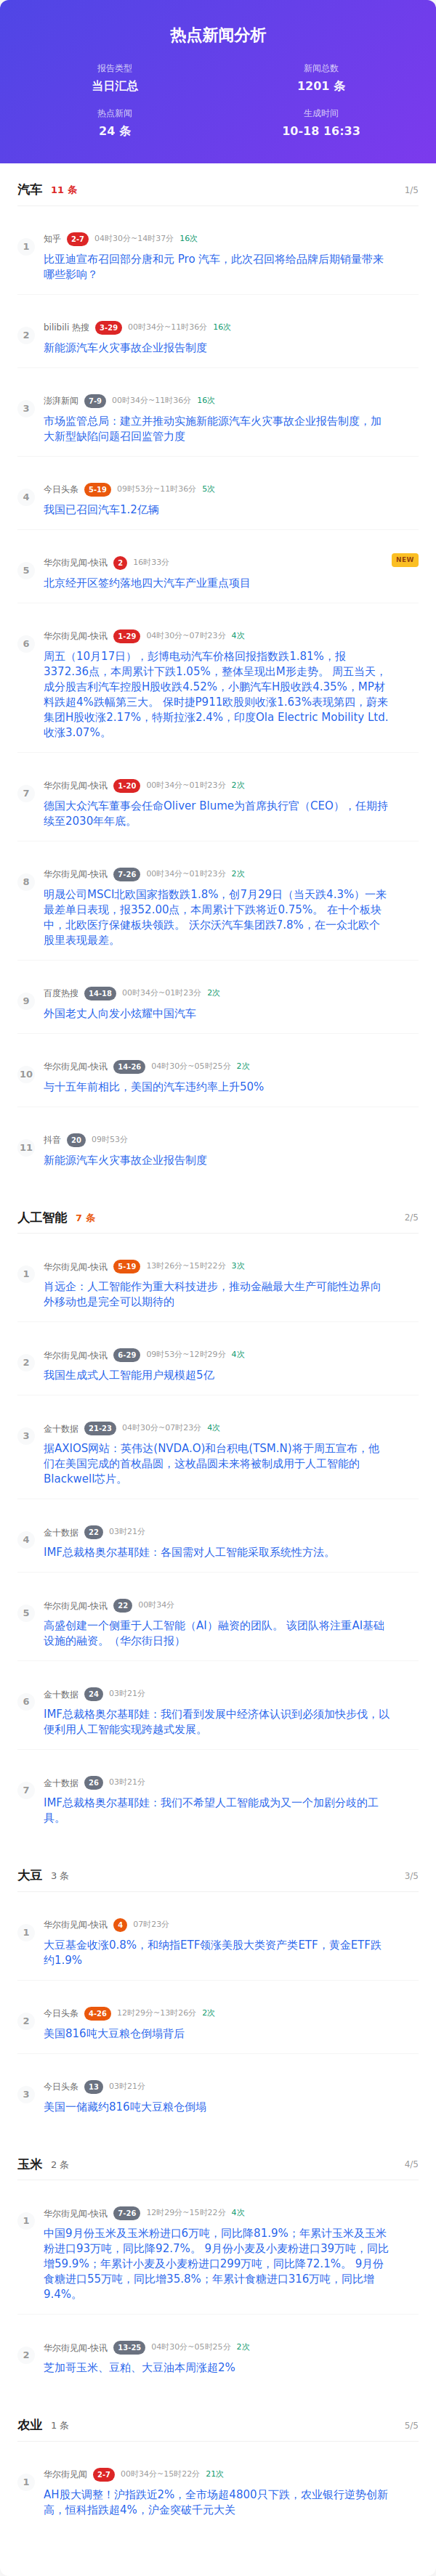 热点新闻分析
报告类型
新闻总数
当日汇总
1201 条
热点新闻
生成时间
24 条
10-18 16:33
汽车 11 条 1/5
1
知乎 2-7 04时30分~14时37分 16次
比亚迪宣布召回部分唐和元 Pro 汽车，此次召回将给品牌后期销量带来
哪些影响？
2
bilibili 热搜 3-29 00时34分~11时36分 16次
新能源汽车火灾事故企业报告制度
3
澎湃新闻 7-9 00时34分~11时36分 16次
市场监管总局：建立并推动实施新能源汽车火灾事故企业报告制度，加
大新型缺陷问题召回监管力度
4
今日头条 5-19 09时53分~11时36分 5次
我国已召回汽车1.2亿辆
5
华尔街见闻-快讯 2 16时33分 NEW
北京经开区签约落地四大汽车产业重点项目
6
华尔街见闻-快讯 1-29 04时30分~07时23分 4次
周五（10月17日），彭博电动汽车价格回报指数跌1.81%，报
3372.36点，本周累计下跌1.05%，整体呈现出M形走势。 周五当天，
成分股吉利汽车控股H股收跌4.52%，小鹏汽车H股收跌4.35%，MP材
料跌超4%跌幅第三大。 保时捷P911欧股则收涨1.63%表现第四，蔚来
集团H股收涨2.17%，特斯拉涨2.4%，印度Ola Electric Mobility Ltd.
收涨3.07%。
7
华尔街见闻-快讯 1-20 00时34分~01时23分 2次
德国大众汽车董事会任命Oliver Blume为首席执行官（CEO），任期持
续至2030年年底。
8
华尔街见闻-快讯 7-26 00时34分~01时23分 2次
明晟公司MSCI北欧国家指数跌1.8%，创7月29日（当天跌4.3%）一来
最差单日表现，报352.00点，本周累计下跌将近0.75%。 在十个板块
中，北欧医疗保健板块领跌。 沃尔沃汽车集团跌7.8%，在一众北欧个
股里表现最差。
9
百度热搜 14-18 00时34分~01时23分 2次
外国老丈人向发小炫耀中国汽车
10
华尔街见闻-快讯 14-26 04时30分~05时25分 2次
与十五年前相比，美国的汽车违约率上升50%
11
抖音 20 09时53分
新能源汽车火灾事故企业报告制度
人工智能 7 条 2/5
1
华尔街见闻-快讯 5-19 13时26分~15时22分 3次
肖远企：人工智能作为重大科技进步，推动金融最大生产可能性边界向
外移动也是完全可以期待的
2
华尔街见闻-快讯 6-29 09时53分~12时29分 4次
我国生成式人工智能用户规模超5亿
3
金十数据 21-23 04时30分~07时23分 4次
据AXIOS网站：英伟达(NVDA.O)和台积电(TSM.N)将于周五宣布，他
们在美国完成的首枚晶圆，这枚晶圆未来将被制成用于人工智能的
Blackwell芯片。
4
金十数据 22 03时21分
IMF总裁格奥尔基耶娃：各国需对人工智能采取系统性方法。
5
华尔街见闻-快讯 22 00时34分
高盛创建一个侧重于人工智能（AI）融资的团队。 该团队将注重AI基础
设施的融资。（华尔街日报）
6
金十数据 24 03时21分
IMF总裁格奥尔基耶娃：我们看到发展中经济体认识到必须加快步伐，以
便利用人工智能实现跨越式发展。
7
金十数据 26 03时21分
IMF总裁格奥尔基耶娃：我们不希望人工智能成为又一个加剧分歧的工
具。
大豆 3 条 3/5
1
华尔街见闻-快讯 4 07时23分
大豆基金收涨0.8%，和纳指ETF领涨美股大类资产类ETF，黄金ETF跌
约1.9%
2
今日头条 4-26 12时29分~13时26分 2次
美国816吨大豆粮仓倒塌背后
3
今日头条 13 03时21分
美国一储藏约816吨大豆粮仓倒塌
玉米 2 条 4/5
1
华尔街见闻-快讯 7-26 12时29分~15时22分 4次
中国9月份玉米及玉米粉进口6万吨，同比降81.9%；年累计玉米及玉米
粉进口93万吨，同比降92.7%。 9月份小麦及小麦粉进口39万吨，同比
增59.9%；年累计小麦及小麦粉进口299万吨，同比降72.1%。 9月份
食糖进口55万吨，同比增35.8%；年累计食糖进口316万吨，同比增
9.4%。
2
华尔街见闻-快讯 13-25 04时30分~05时25分 2次
芝加哥玉米、豆粕、大豆油本周涨超2%
农业 1 条 5/5
1
华尔街见闻 2-7 00时34分~15时22分 21次
AH股大调整！沪指跌近2%，全市场超4800只下跌，农业银行逆势创新
高，恒科指跌超4%，沪金突破千元大关